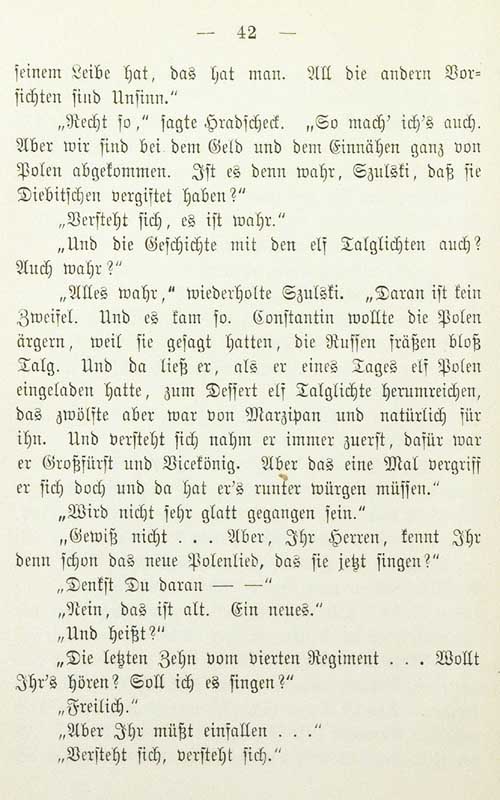 — 42 —
seinem Leibe hat, das hat man. All die andern Vor=
sichten sind Unsinn."
„Recht so," sagte Hradscheck. „So mach' ich's auch.
Aber wir sind bei dem Geld und dem Einnähen ganz von
Polen abgekommen. Ist es denn wahr, Szulski, daß sie
Diebitschen vergiftet haben?"
„Versteht sich, es ist wahr."
„Und die Geschichte mit den elf Talglichten auch?
Auch wahr?"
„Alles wahr," wiederholte Szulski. „Daran ist kein
Zweifel. Und es kam so. Constantin wollte die Polen
ärgern, weil sie gesagt hatten, die Russen fräßen bloß
Talg. Und da ließ er, als er eines Tages elf Polen
eingeladen hatte, zum Dessert elf Talglichte herumreichen,
das zwölfte aber war von Marzipan und natürlich für
ihn. Und versteht sich nahm er immer zuerst, dafür war
er Großfürst und Vicekönig. Aber das eine Mal vergriff
er sich doch und da hat er's runter würgen müssen."
„Wird nicht sehr glatt gegangen sein."
„Gewiß nicht . . . Aber, Ihr Herren, kennt Ihr
denn schon das neue Polenlied, das sie jetzt singen?"
„Denkst Du daran — —"
„Nein, das ist alt. Ein neues."
„Und heißt?"
„Die letzten Zehn vom vierten Regiment . . . Wollt
Ihr's hören? Soll ich es singen?"
„Freilich."
„Aber Ihr müßt einfallen . . ."
„Versteht sich, versteht sich."